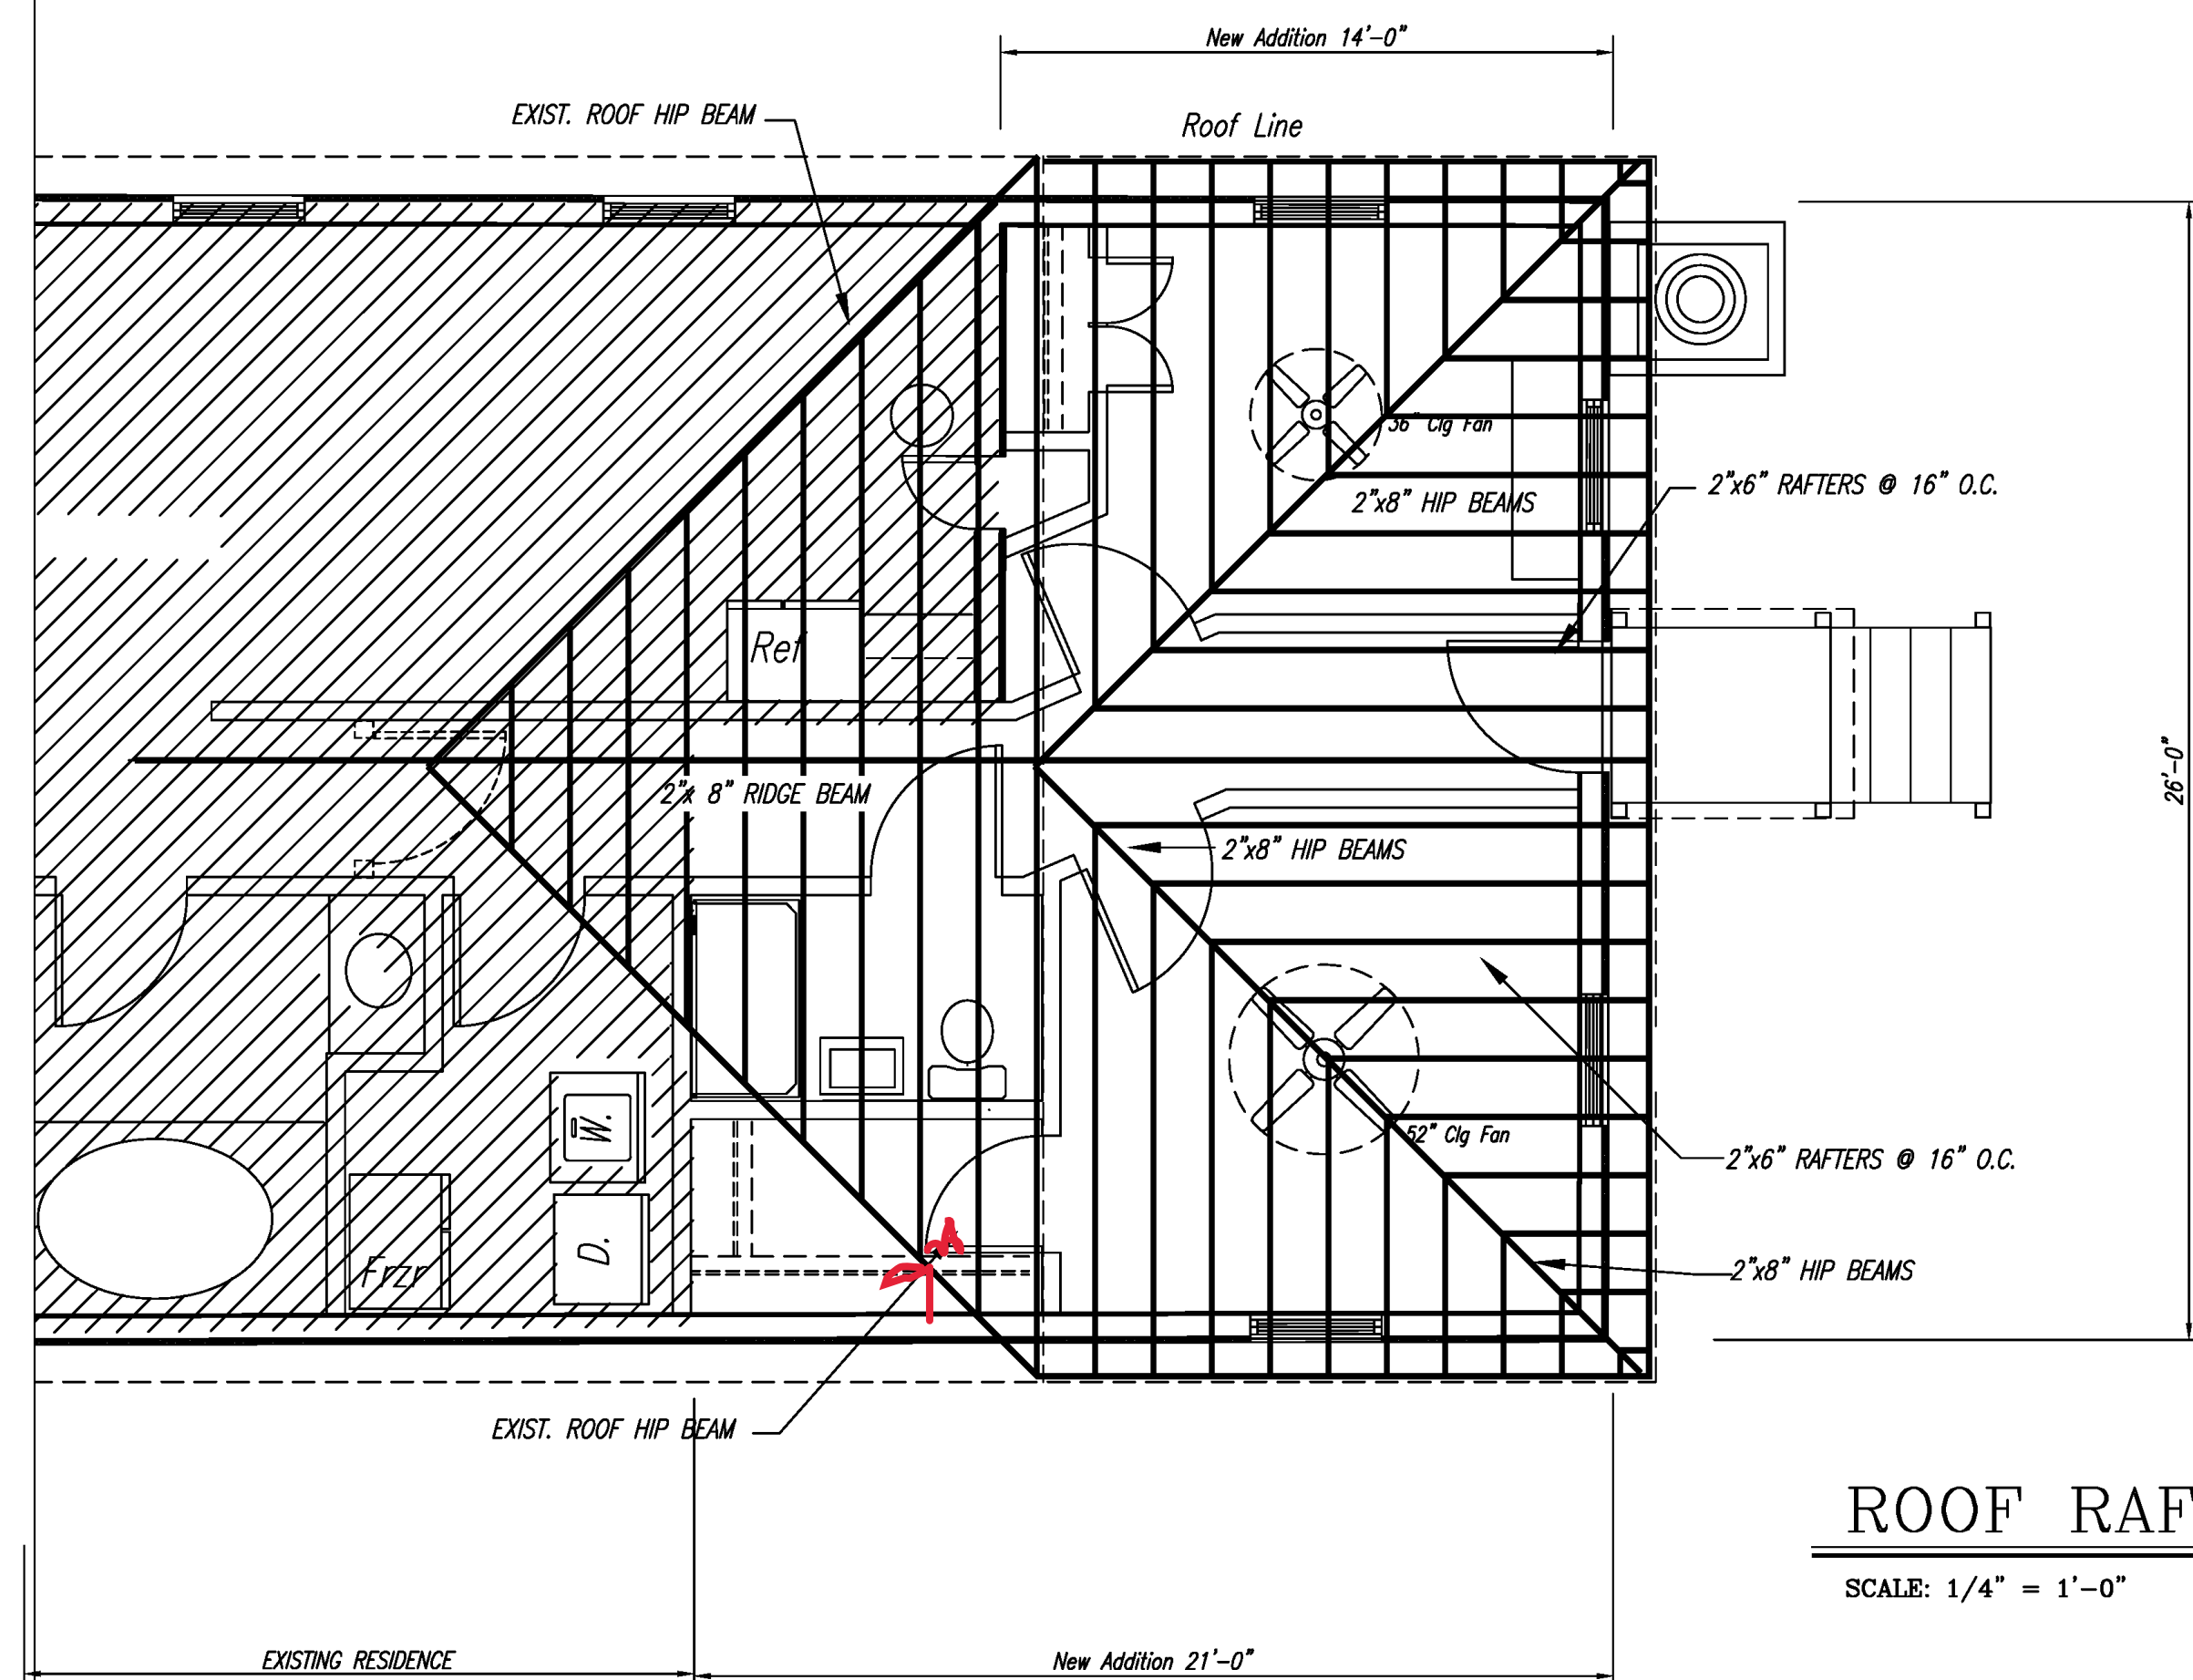 New Addition 14'-0"
EXIST. ROOF HIP BEAM
Roof Line
36" Clg Fan
2"x6" RAFTERS @ 16" O.C.
2"x8" HIP BEAMS
Ref
26'-0"
2"x 8" RIDGE BEAM
2"x8" HIP BEAMS
W.
52" Clg Fan
2"x6" RAFTERS @ 16" O.C.
D.
Frzr
2"x8" HIP BEAMS
EXIST. ROOF HIP BEAM
ROOF RAF
SCALE: 1/4" = 1'-0"
EXISTING RESIDENCE
New Addition 21'-0"